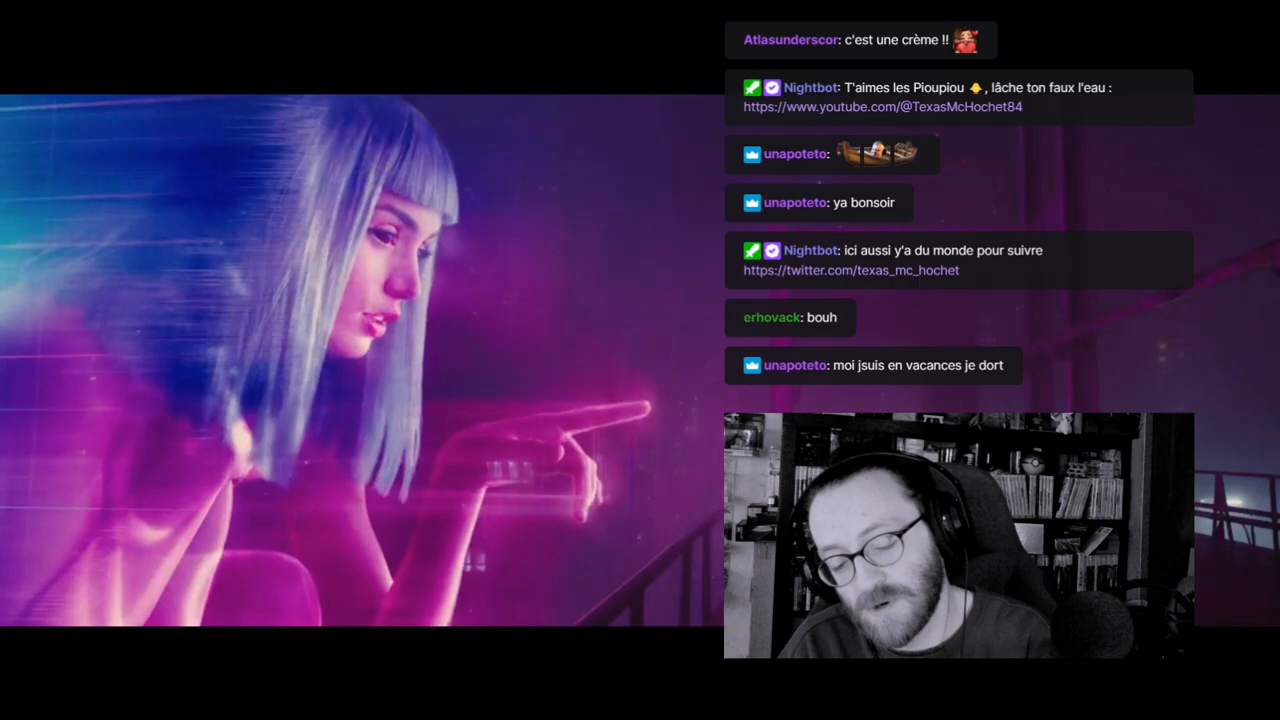 Atlasunderscor: c'est une crème !!
Nightbot: T'aimes les Pioupiou 🐥, lâche ton faux l'eau :
https://www.youtube.com/@TexasMcHochet84
unapoteto:
unapoteto: ya bonsoir
Nightbot: ici aussi y'a du monde pour suivre
https://twitter.com/texas_mc_hochet
erhovack: bouh
unapoteto: moi jsuis en vacances je dort